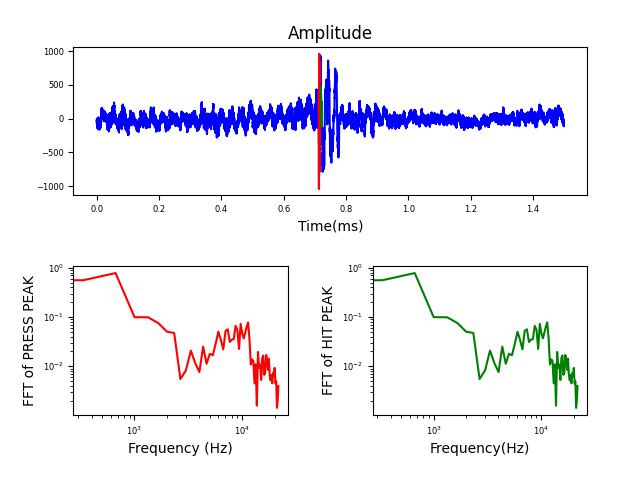 Amplitude
1000
500
0
−500
−1000
0.0 0.2 0.4 0.6 0.8 1.0 1.2 1.4
Time(ms)
FFT of PRESS PEAK
10⁰
10⁻¹
10⁻²
10³ 10⁴
Frequency (Hz)
FFT of HIT PEAK
10⁰
10⁻¹
10⁻²
10³ 10⁴
Frequency(Hz)